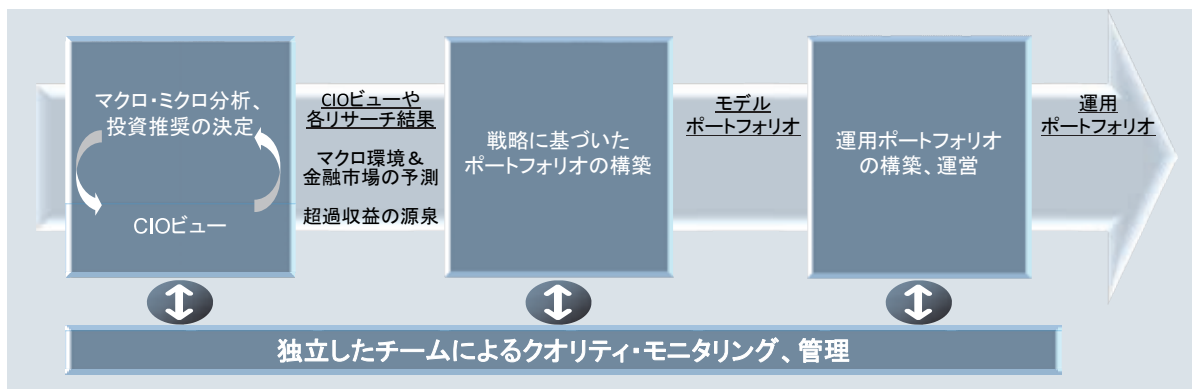 マクロ・ミクロ分析、
投資推奨の決定
CIOビュー
CIOビューや
各リサーチ結果
マクロ環境＆
金融市場の予測
超過収益の源泉
戦略に基づいた
ポートフォリオの構築
モデル
ポートフォリオ
運用ポートフォリオ
の構築、運営
運用
ポートフォリオ
独立したチームによるクオリティ・モニタリング、管理